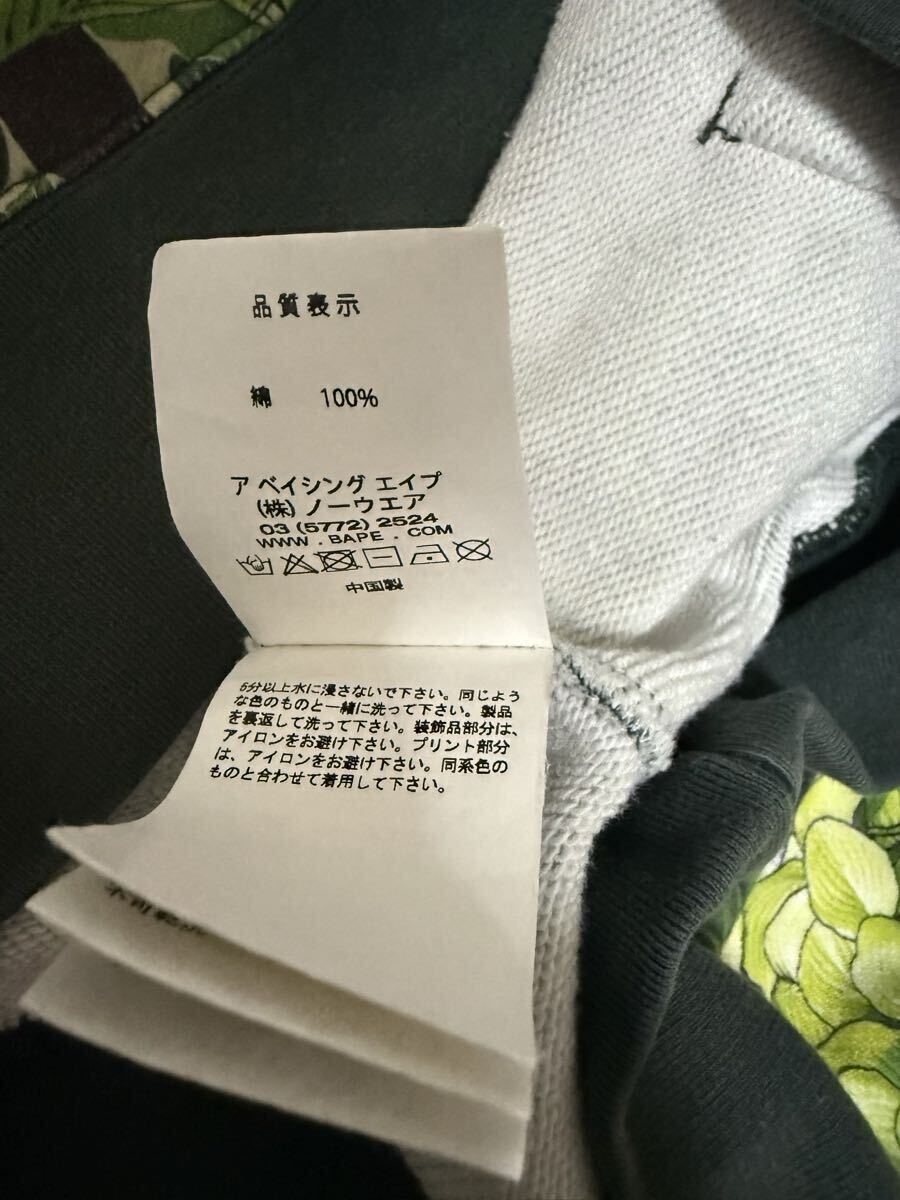 品質表示
綿 100%
ア ベイシング エイプ
(株) ノーウエア
03 (5772) 2524
WWW . BAPE . COM
中国製
6分以上水に浸さないで下さい。同じよう
な色のものと一緒に洗って下さい。製品
を裏返して洗って下さい。装飾品部分は、
アイロンをお避け下さい。プリント部分
は、アイロンをお避け下さい。同系色の
ものと合わせて着用して下さい。